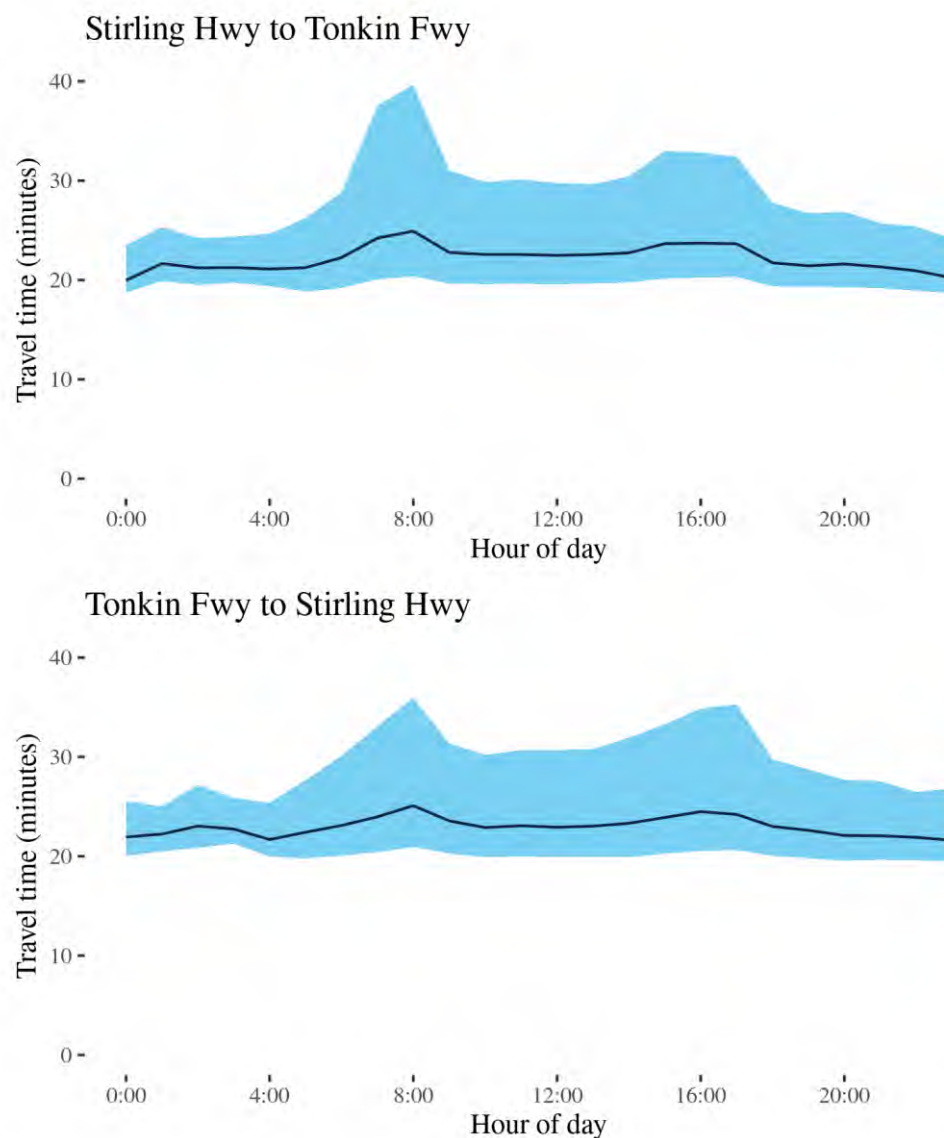 Stirling Hwy to Tonkin Fwy
40
30
20
10
0
Travel time (minutes)
0:00 4:00 8:00 12:00 16:00 20:00
Hour of day
Tonkin Fwy to Stirling Hwy
40
30
20
10
0
Travel time (minutes)
0:00 4:00 8:00 12:00 16:00 20:00
Hour of day